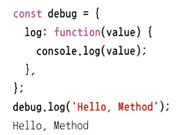 const debug = {
  log: function(value) {
    console.log(value);
  },
};
debug.log('Hello, Method');
Hello, Method